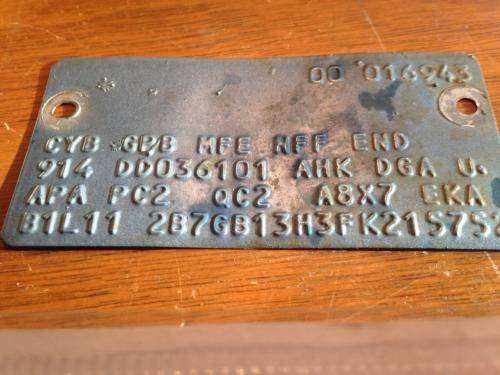 00 016943
CYB GPB MFE NFF END
914 DD036101 AHK DGA U.
APA PC2 QC2 A8X7 EKA
B1L11 2B7GB13H3FK215752